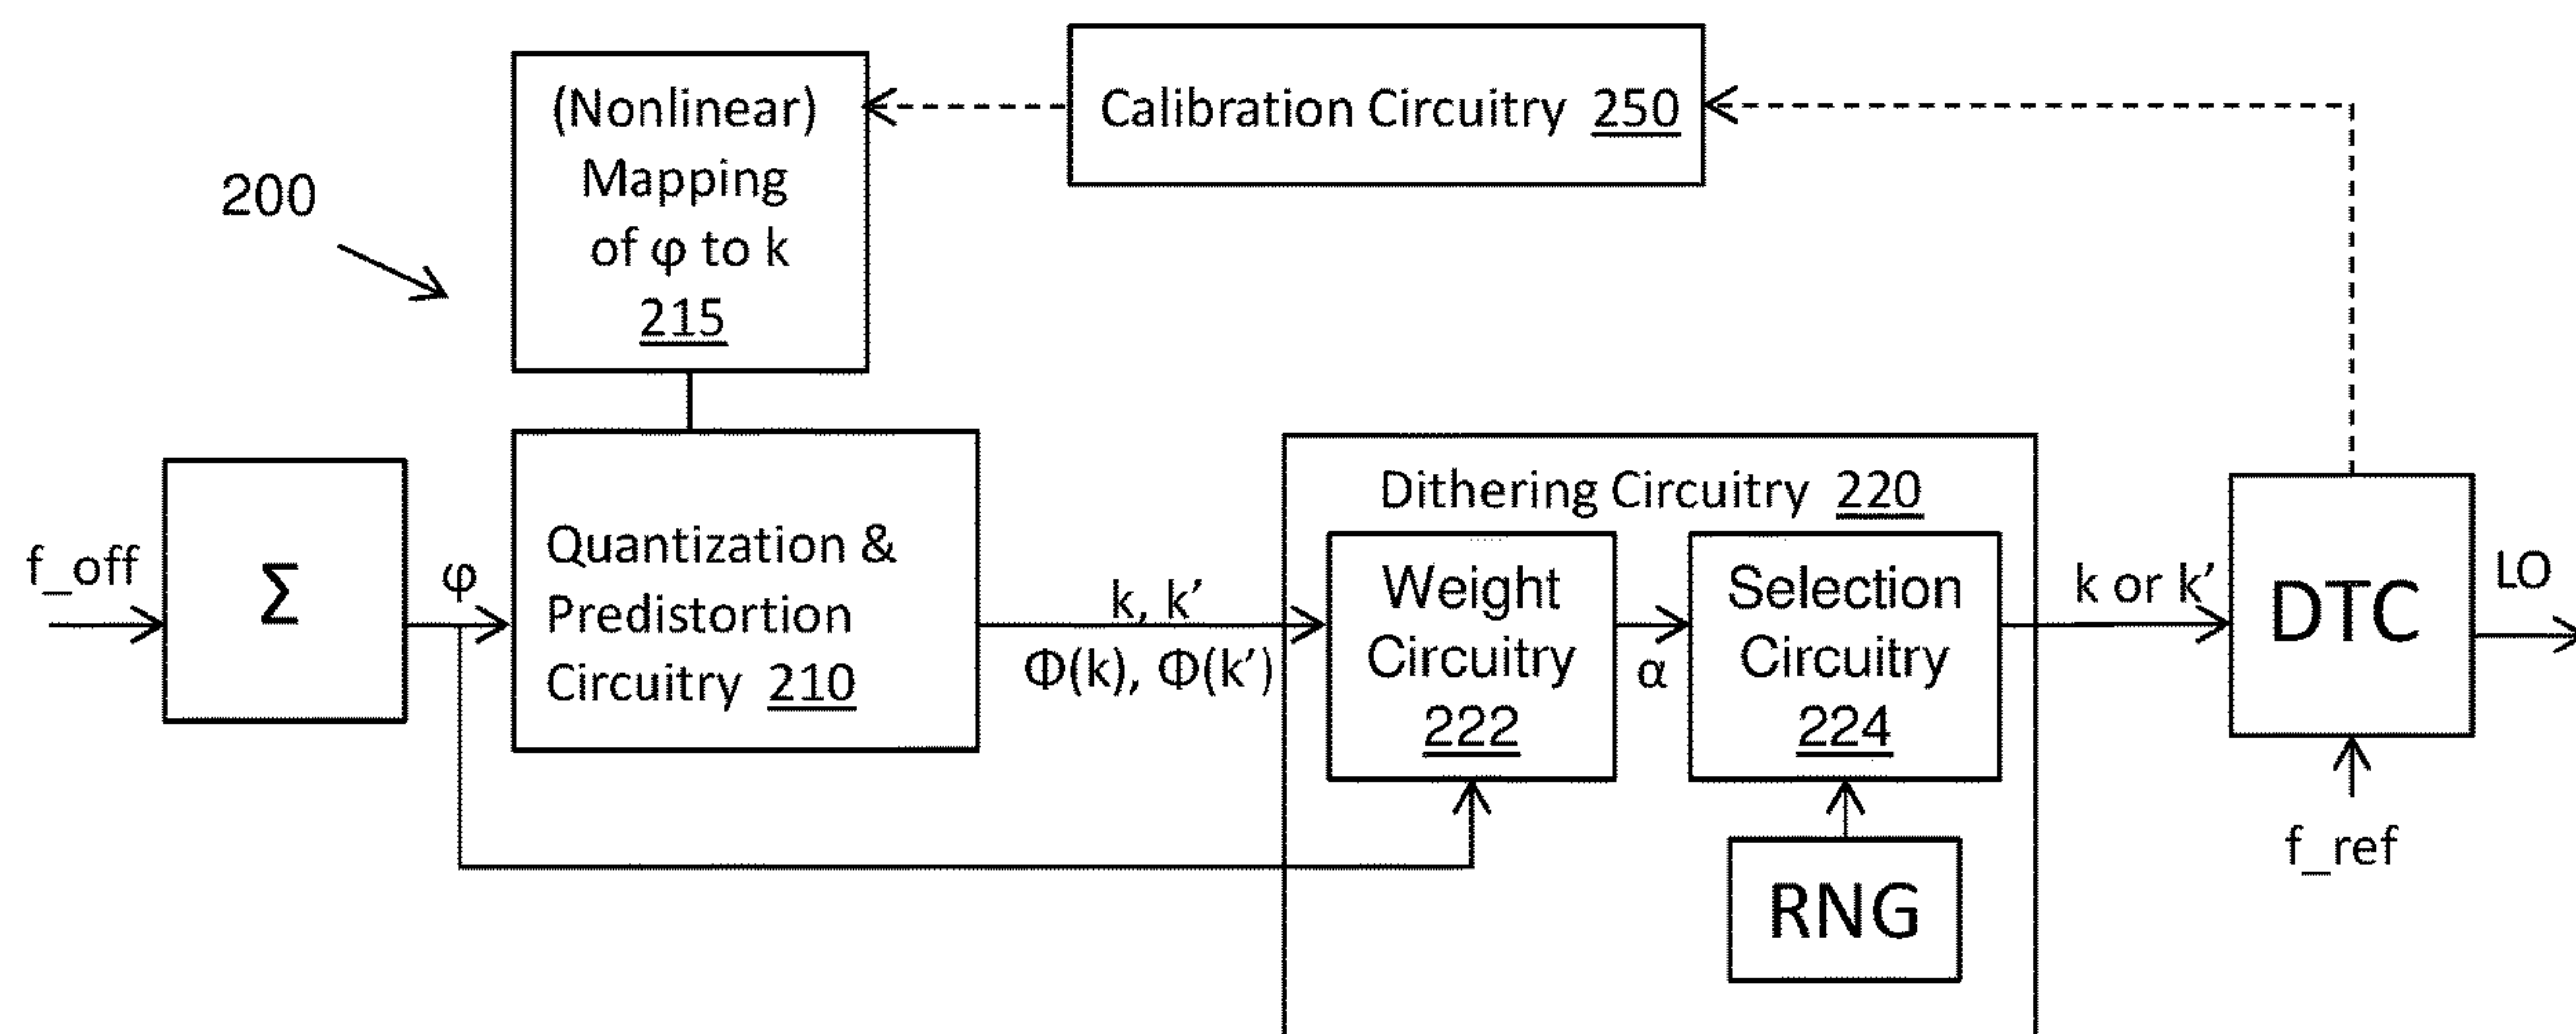 (Nonlinear)
Mapping
of φ to k
215
Calibration Circuitry 250
200
f_off
Σ
φ
Quantization &
Predistortion
Circuitry 210
k, k’
Φ(k), Φ(k’)
Dithering Circuitry 220
Weight
Circuitry
222
α
Selection
Circuitry
224
RNG
k or k’
DTC
LO
f_ref